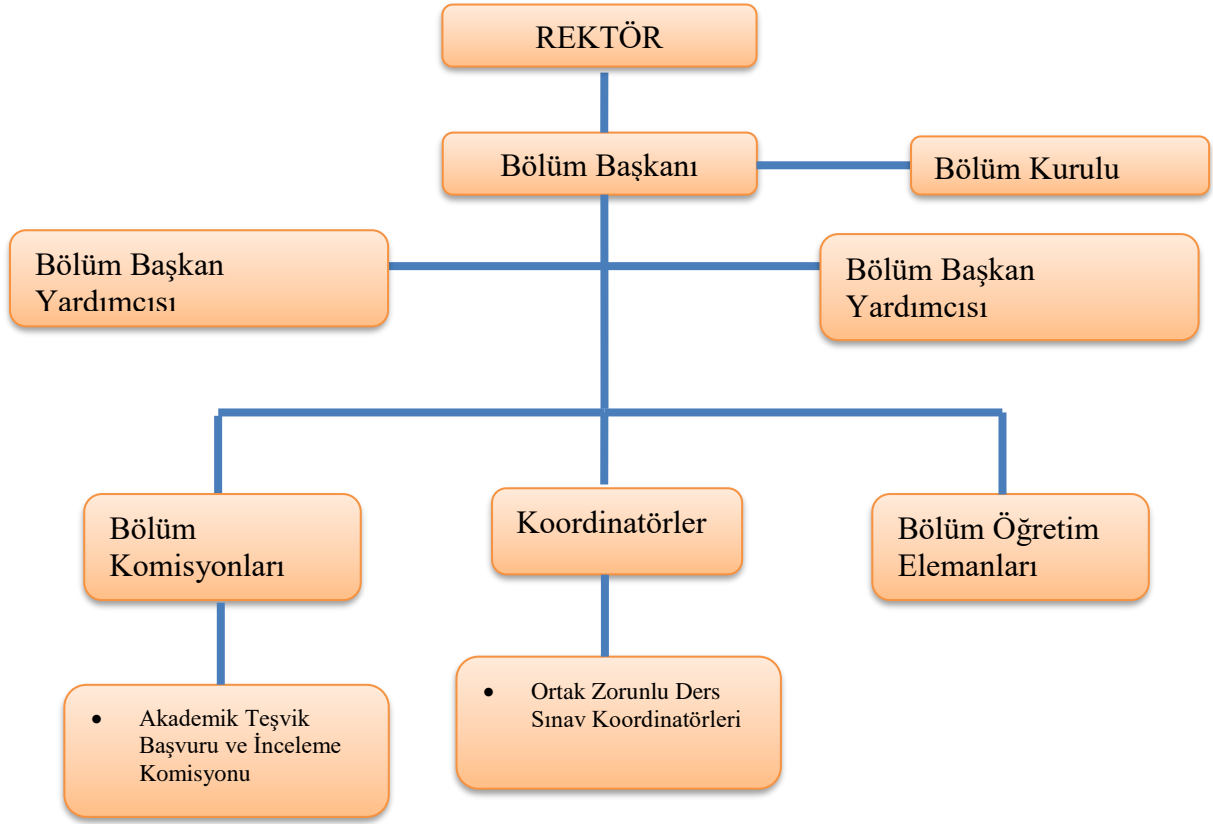 REKTÖR
Bölüm Başkanı
Bölüm Kurulu
Bölüm Başkan
Yardımcısı
Bölüm Başkan
Yardımcısı
Bölüm
Komisyonları
Koordinatörler
Bölüm Öğretim
Elemanları
• Akademik Teşvik
Başvuru ve İnceleme
Komisyonu
• Ortak Zorunlu Ders
Sınav Koordinatörleri